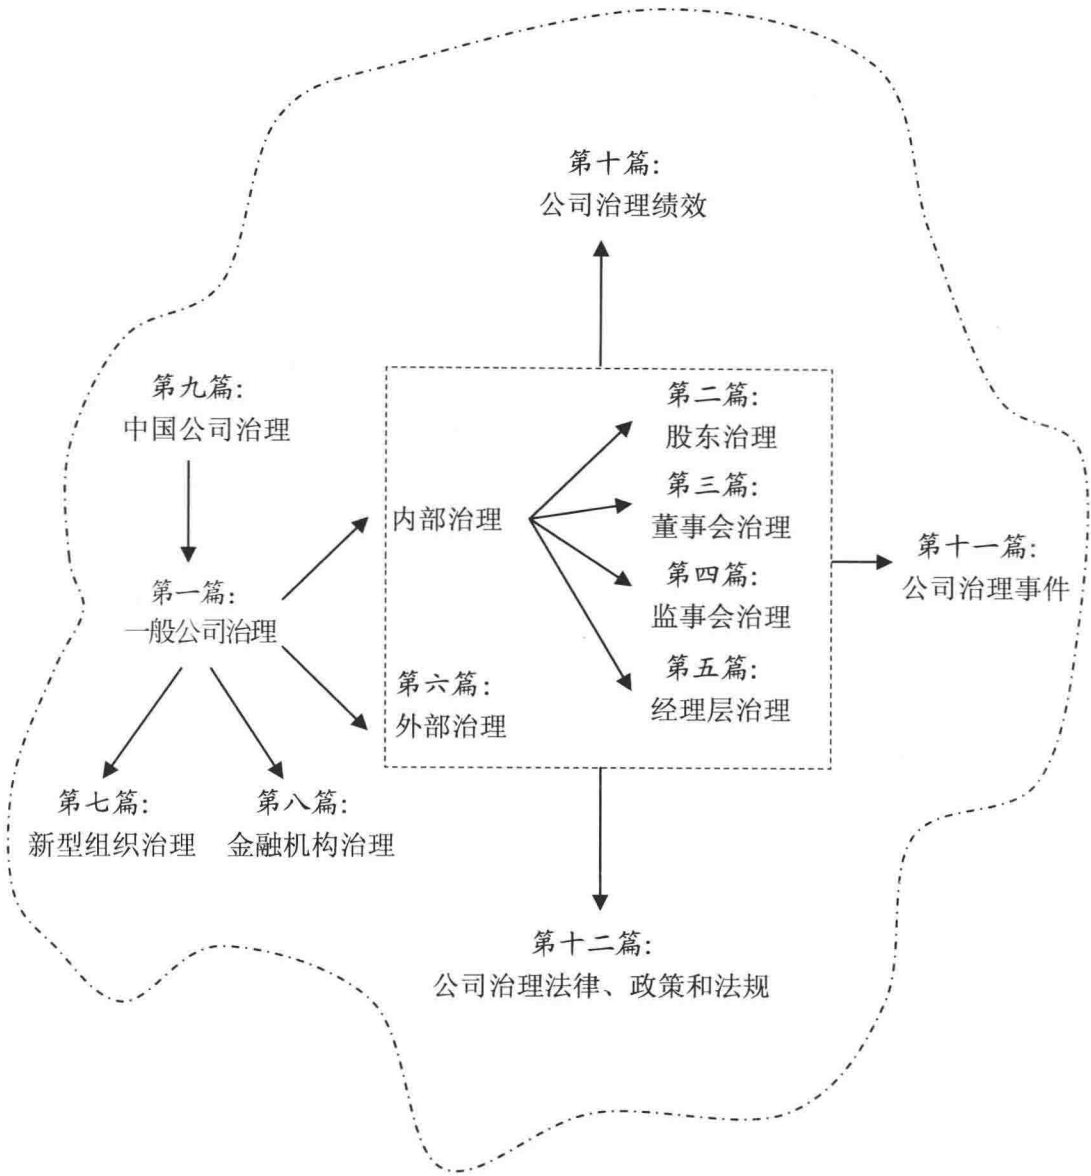 第十篇:
公司治理绩效
第九篇:
中国公司治理
第二篇:
股东治理
第三篇:
董事会治理
内部治理
第四篇:
监事会治理
第十一篇:
公司治理事件
第一篇:
一般公司治理
第五篇:
经理层治理
第六篇:
外部治理
第七篇:
新型组织治理
第八篇:
金融机构治理
第十二篇:
公司治理法律、政策和法规